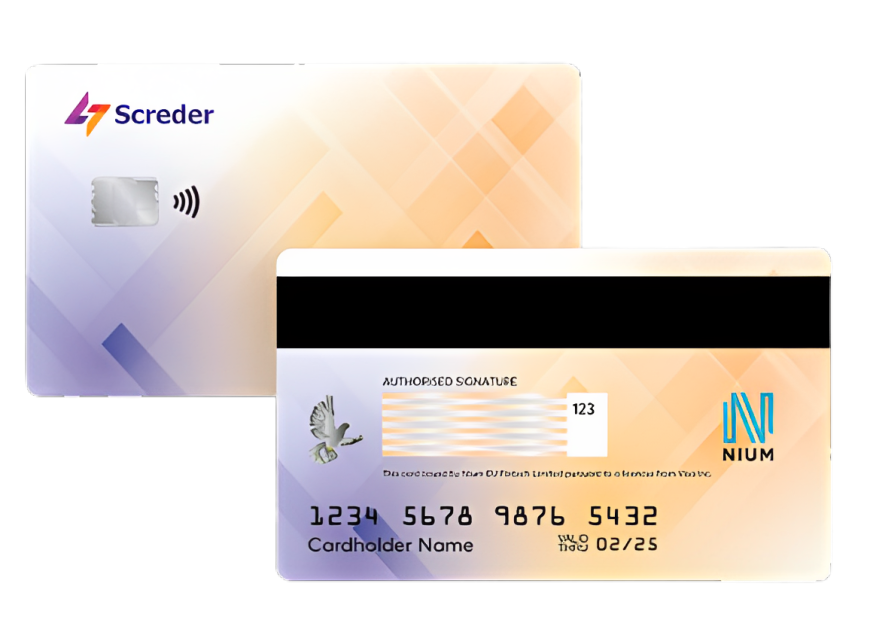 Screder
AUTHORISED SIGNATURE
123
NIUM
1234 5678 9876 5432
Cardholder Name
02/25